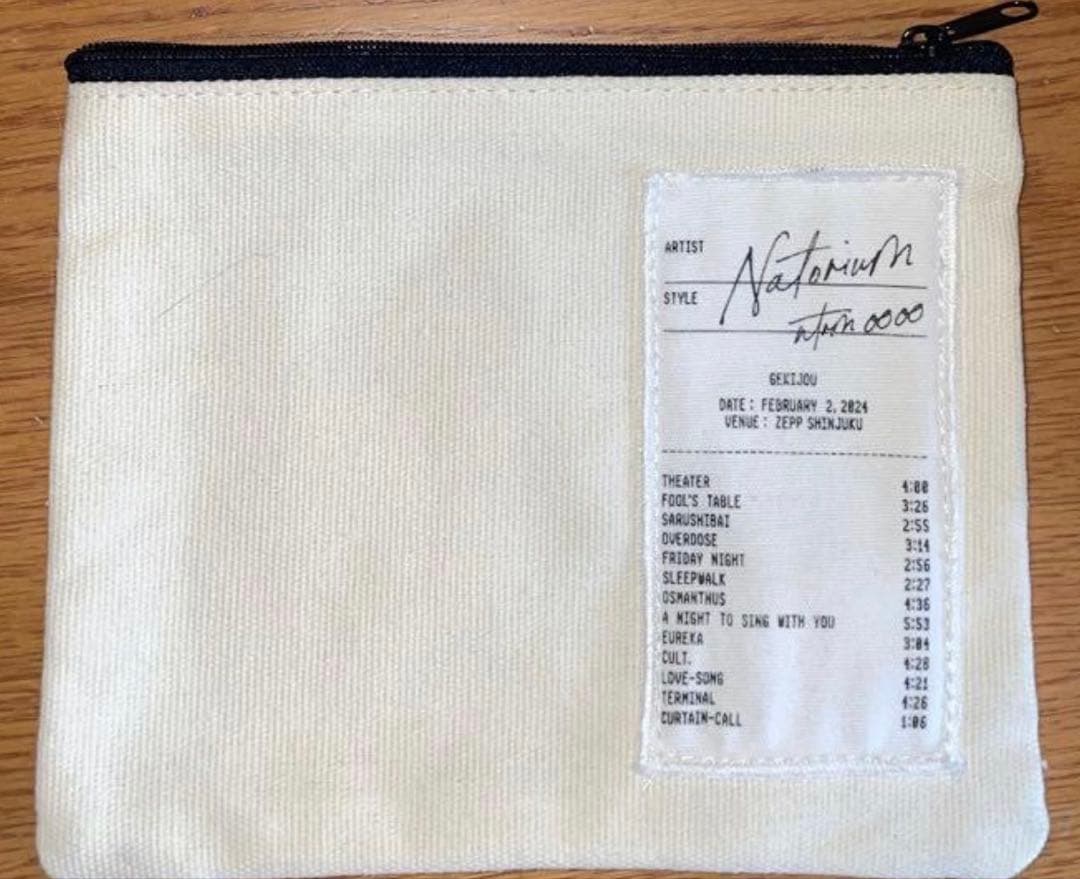 ARTIST Natorium
STYLE
GEKIJOU
DATE: FEBRUARY 2, 2024
VENUE: ZEPP SHINJUKU
THEATER 4:00
FOOL'S TABLE 3:26
SARUSHIBAI 2:55
OVERDOSE 3:14
FRIDAY NIGHT 2:56
SLEEPWALK 2:27
OSMANTHUS 4:36
A NIGHT TO SING WITH YOU 5:53
EUREKA 3:04
CULT. 4:28
LOVE-SONG 4:21
TERMINAL 4:26
CURTAIN-CALL 1:06